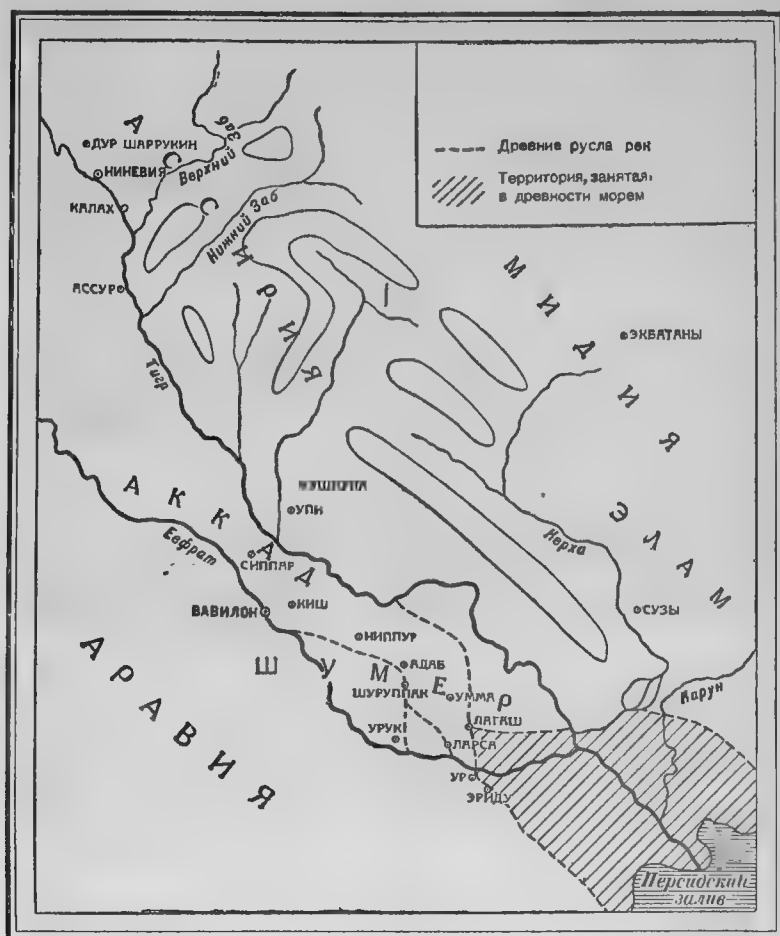 Древние русла рек
Территория, занятая
в древности морем
А
ДУР ШАРРУКИН
Верхний Заб
НИНЕВИЯ
КАЛАХ
Нижний Заб
АССУР
И Р И Я
МИДИЯ
ЭКБАТАНЫ
Тигр
АККАД
Евфрат
УПИ
СИППАР
Керха
ЭЛАМ
КИШ
ВАВИЛОН
СУЗЫ
НИППУР
АДАБ
ШУМЕР
ШУРУППАК
УММА
Карун
ЛАГАШ
АРАВИЯ
УРУК
ЛАРСА
УР
ЭРИДУ
Персидский
залив